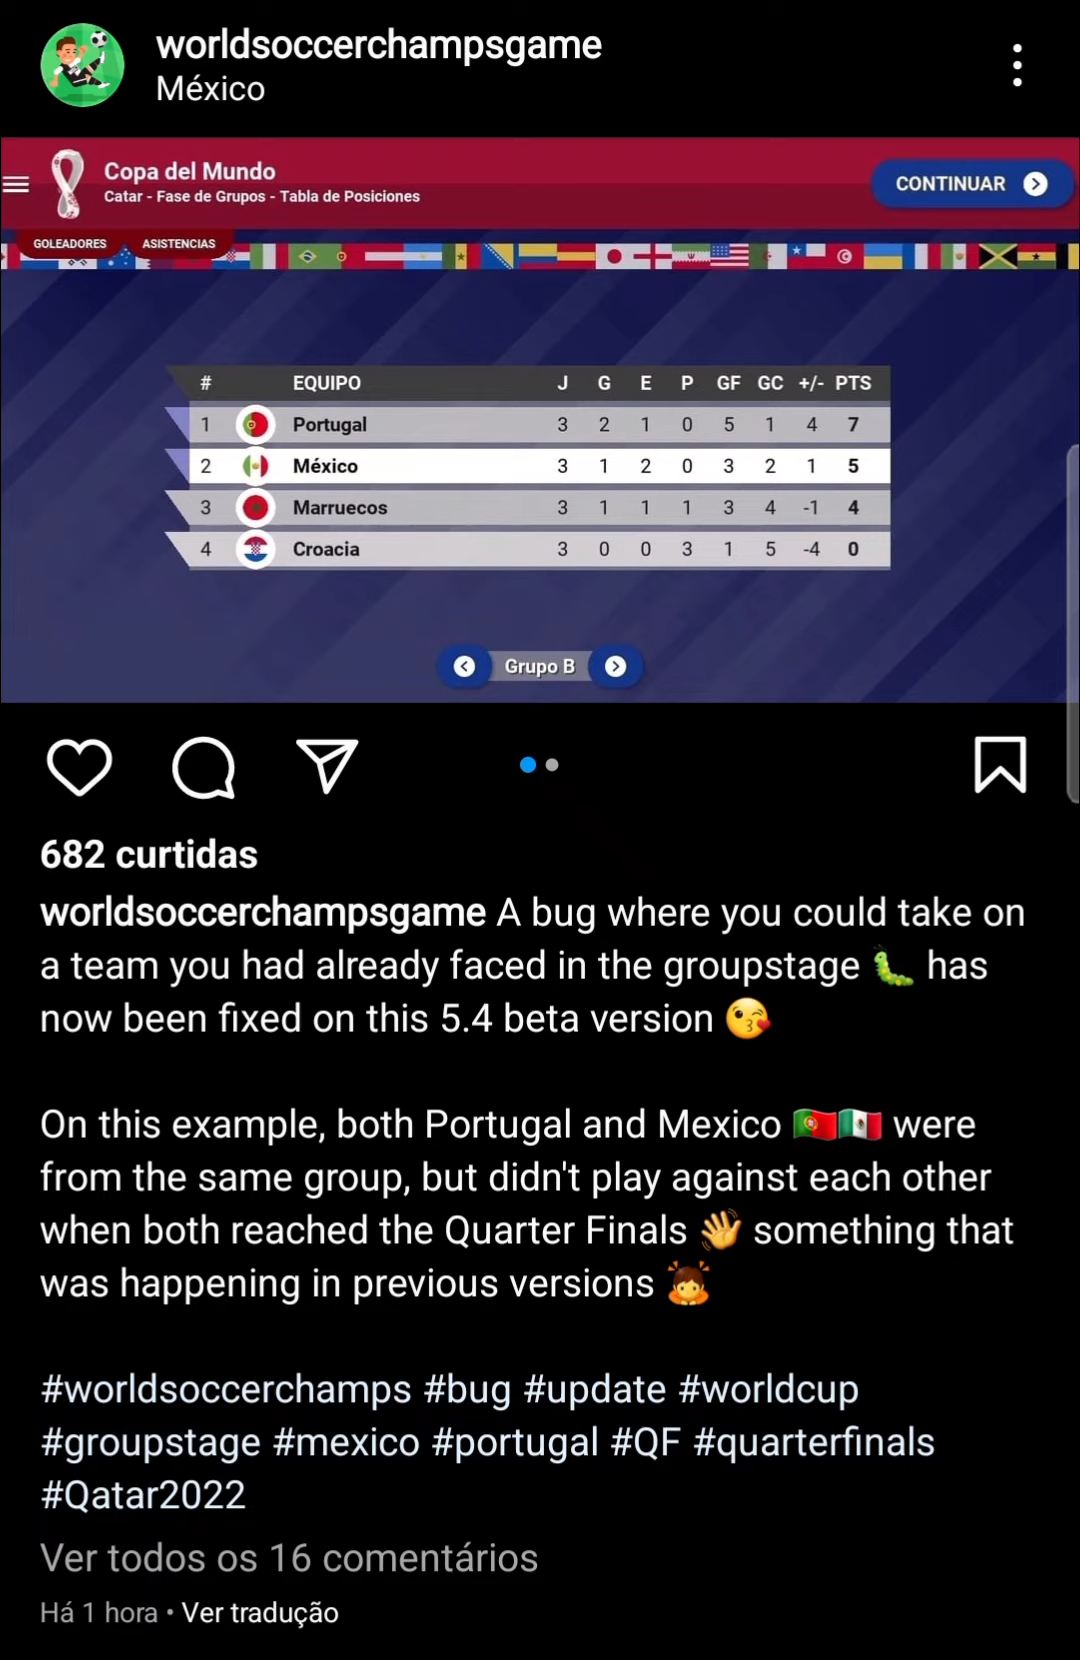 worldsoccerchampsgame
México
Copa del Mundo
Catar - Fase de Grupos - Tabla de Posiciones
CONTINUAR
GOLEADORES ASISTENCIAS
# EQUIPO J G E P GF GC +/- PTS
1 Portugal 3 2 1 0 5 1 4 7
2 México 3 1 2 0 3 2 1 5
3 Marruecos 3 1 1 1 3 4 -1 4
4 Croacia 3 0 0 3 1 5 -4 0
Grupo B
682 curtidas
worldsoccerchampsgame A bug where you could take on
a team you had already faced in the groupstage 🐛 has
now been fixed on this 5.4 beta version 😘
On this example, both Portugal and Mexico 🇵🇹🇲🇽 were
from the same group, but didn't play against each other
when both reached the Quarter Finals 👋 something that
was happening in previous versions 🙇
#worldsoccerchamps #bug #update #worldcup
#groupstage #mexico #portugal #QF #quarterfinals
#Qatar2022
Ver todos os 16 comentários
Há 1 hora • Ver tradução